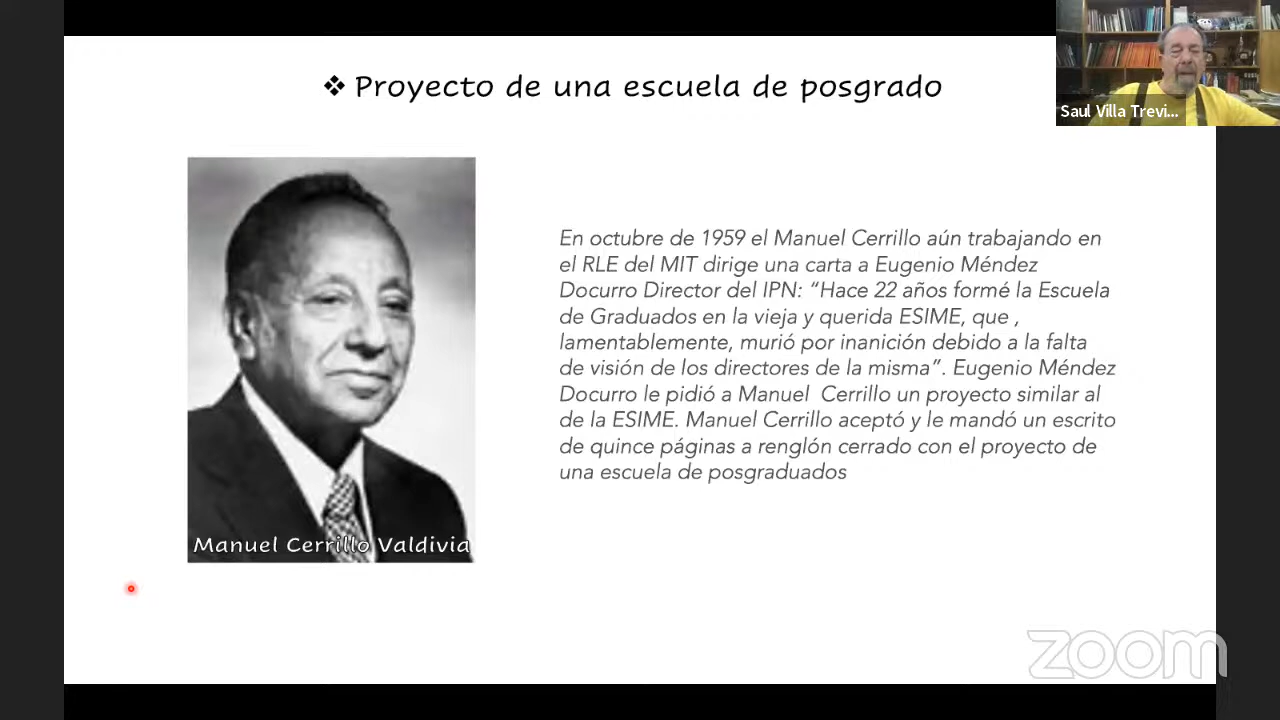 ❖ Proyecto de una escuela de posgrado
Saul Villa Trevi...
En octubre de 1959 el Manuel Cerrillo aún trabajando en
el RLE del MIT dirige una carta a Eugenio Méndez
Docurro Director del IPN: “Hace 22 años formé la Escuela
de Graduados en la vieja y querida ESIME, que ,
lamentablemente, murió por inanición debido a la falta
de visión de los directores de la misma”. Eugenio Méndez
Docurro le pidió a Manuel  Cerrillo un proyecto similar al
de la ESIME. Manuel Cerrillo aceptó y le mandó un escrito
de quince páginas a renglón cerrado con el proyecto de
una escuela de posgraduados
Manuel Cerrillo Valdivia
zoom